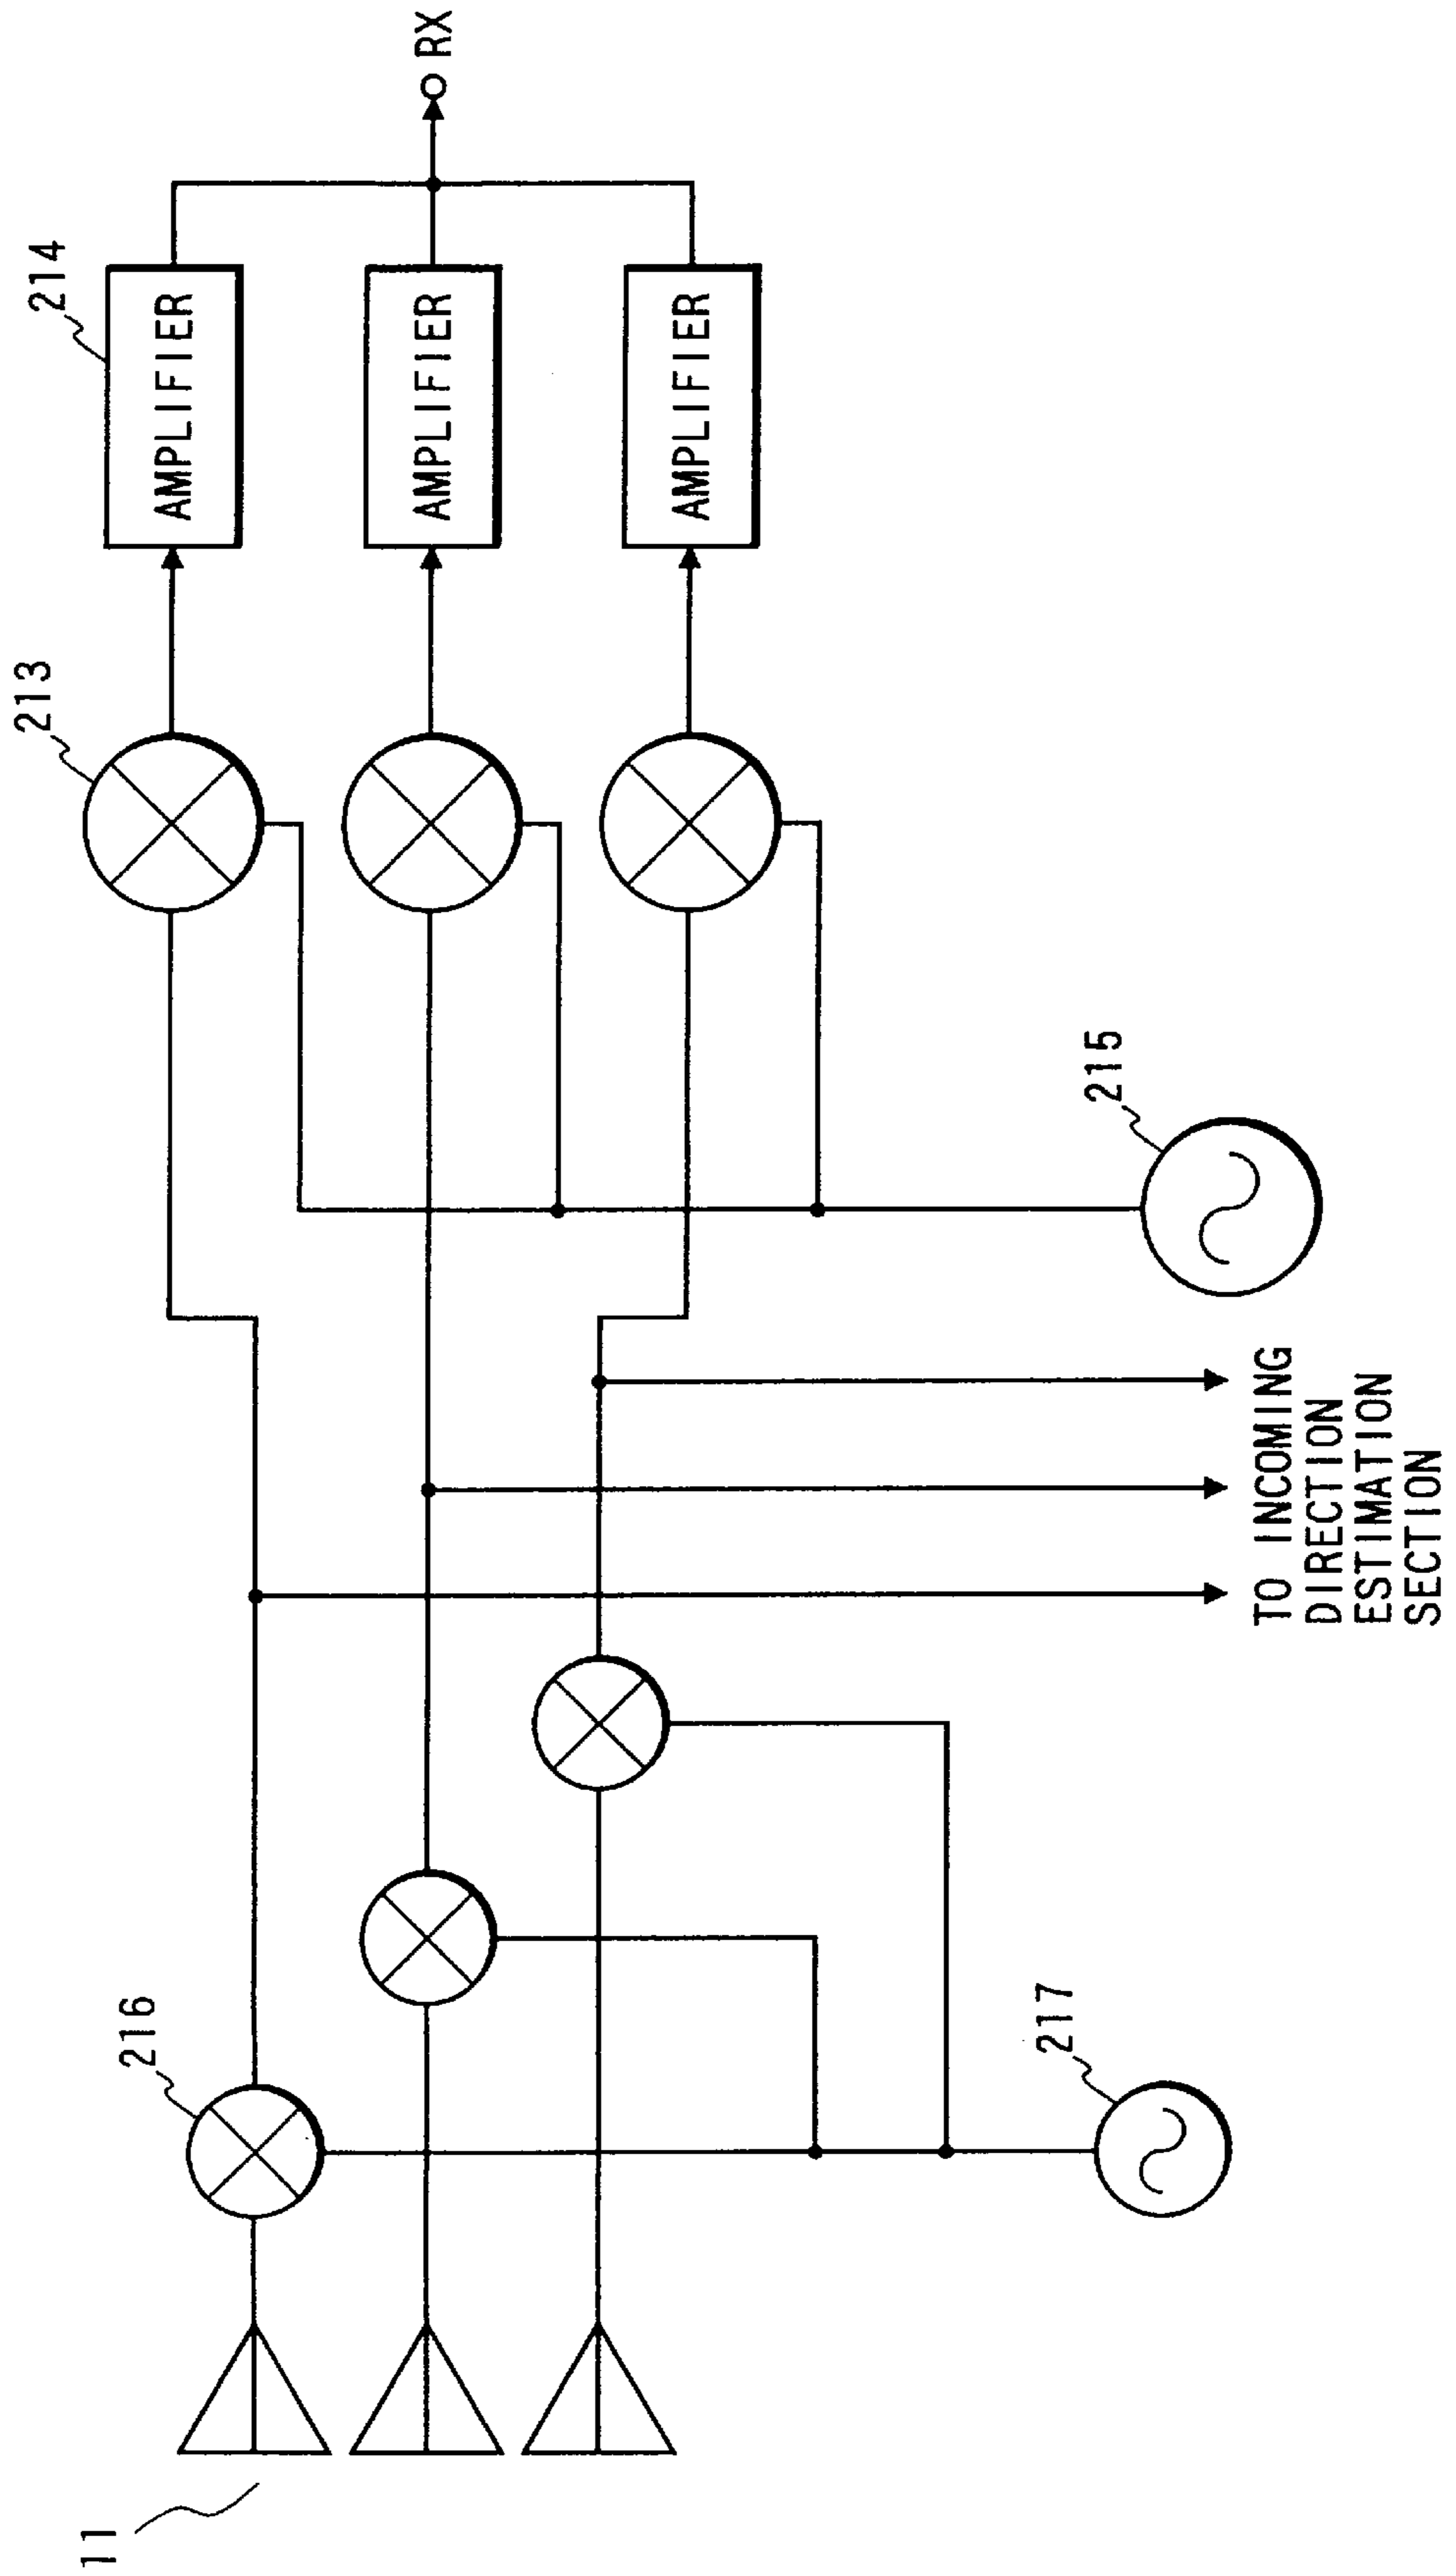 11
216
217
TO INCOMING
DIRECTION
ESTIMATION
SECTION
215
213
214
AMPLIFIER
AMPLIFIER
AMPLIFIER
RX